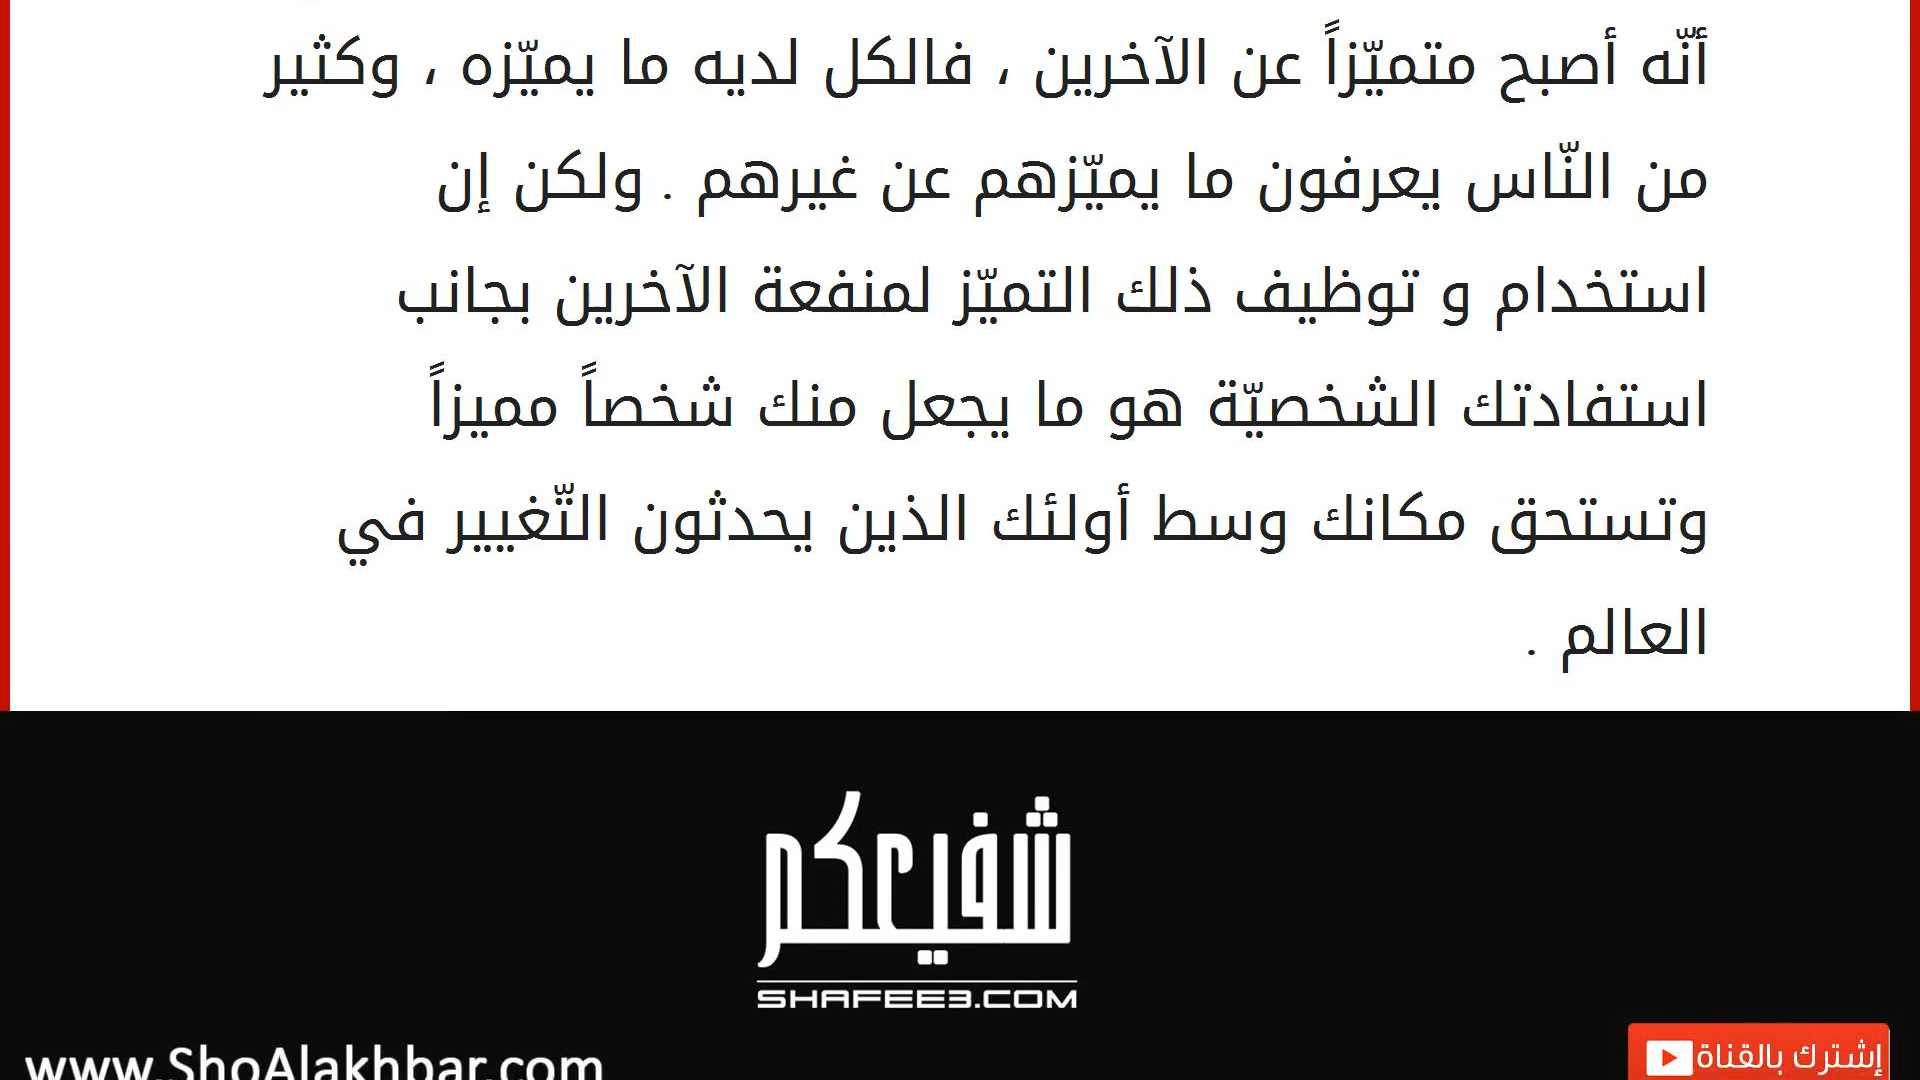 أنّه أصبح متميّزاً عن الآخرين ، فالكل لديه ما يميّزه ، وكثير
من النّاس يعرفون ما يميّزهم عن غيرهم . ولكن إن
استخدام و توظيف ذلك التميّز لمنفعة الآخرين بجانب
استفادتك الشخصيّة هو ما يجعل منك شخصاً مميزاً
وتستحق مكانك وسط أولئك الذين يحدثون التّغيير في
العالم .
شفيعكم
SHAFEE3.COM
www.ShoAlakhbar.com
إشترك بالقناة